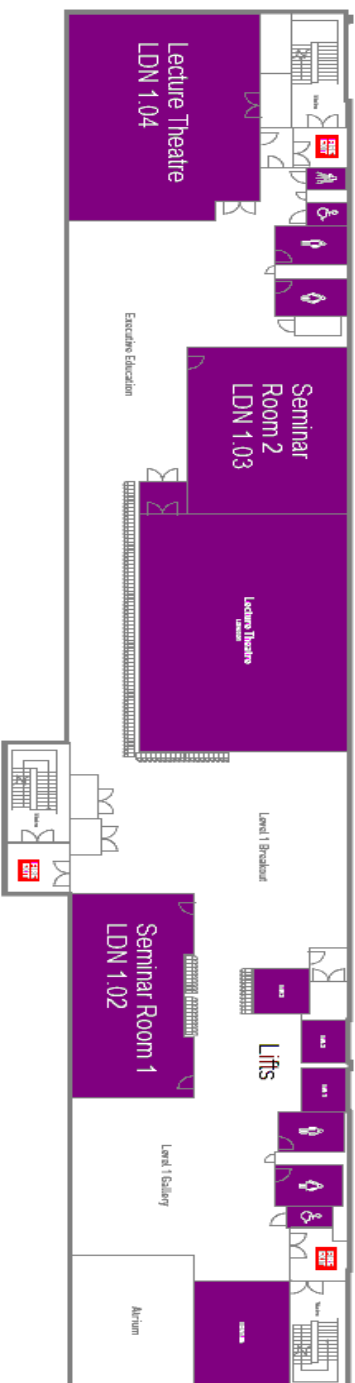 Lecture Theatre
LDN 1.04
Stairs
FIRE
EXIT
Executive Education
Seminar
Room 2
LDN 1.03
Lecture Theatre
Level 1 Breakout
Stairs
FIRE
EXIT
Seminar Room 1
LDN 1.02
Lifts
Level 1 Gallery
FIRE
EXIT
Atrium
Stairs